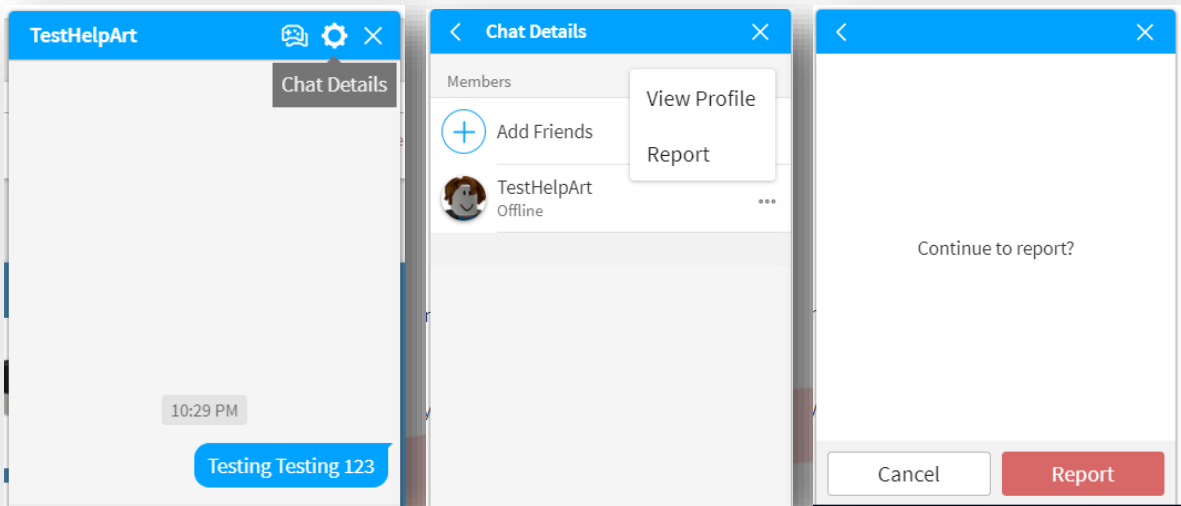 TestHelpArt
Chat Details
10:29 PM
Testing Testing 123
Chat Details
Members
View Profile
Add Friends
Report
TestHelpArt
Offline
Continue to report?
Cancel
Report